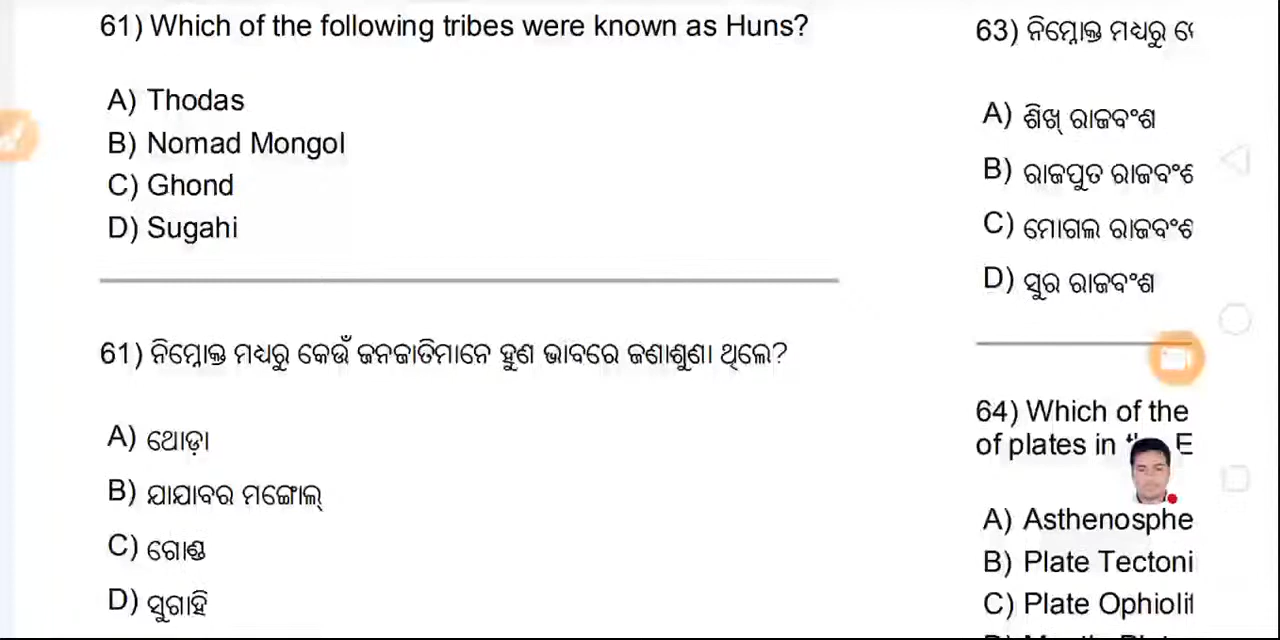 61) Which of the following tribes were known as Huns?
A) Thodas
B) Nomad Mongol
C) Ghond
D) Sugahi
61) ନିମ୍ନୋକ୍ତ ମଧ୍ୟରୁ କେଉଁ ଜନଜାତିମାନେ ହୁଣ ଭାବରେ ଜଣାଶୁଣା ଥିଲେ?
A) ଥୋଡ଼ା
B) ଯାଯାବର ମଙ୍ଗୋଲ୍
C) ଗୋଣ୍ଡ
D) ସୁଗାହି
63) ନିମ୍ନୋକ୍ତ ମଧ୍ୟରୁ
A) ଶିଖ୍ ରାଜବଂଶ
B) ରାଜପୁତ ରାଜବଂଶ
C) ମୋଗଲ ରାଜବଂଶ
D) ସୁର ରାଜବଂଶ
64) Which of the
of plates in
A) Asthenosphe
B) Plate Tectoni
C) Plate Ophiolit